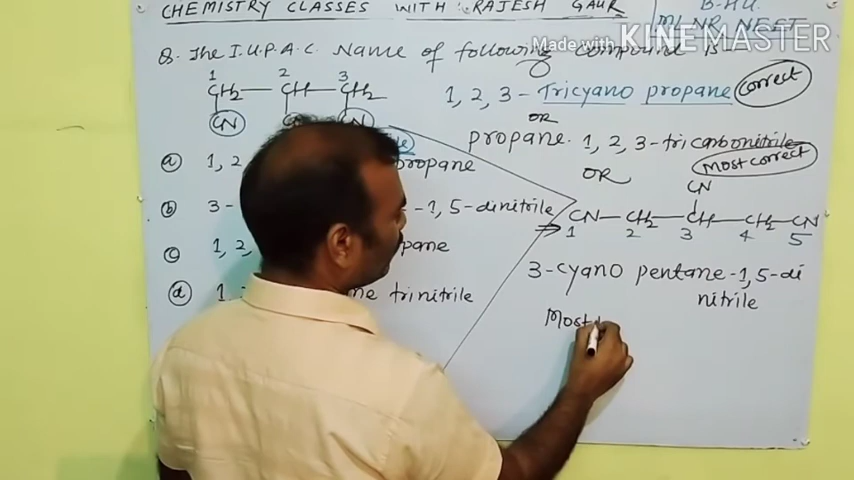 CHEMISTRY CLASSES WITH RAJESH GAUR
B-HU.
MLNR, NEET
Made with KINEMASTER
Q. The I.U.P.A.C. Name of following compound is
1 2 3
CH2 — CH — CH2
CN CN
1,2,3-Tricyano propane correct
OR
propane. 1,2,3-tricarbonitrile
most correct
OR
CN
CN—CH2—CH—CH2—CN
1 2 3 4 5
3-cyano pentane-1,5-di
nitrile
Most
a 1,2 propane
b 3- -1,5-dinitrile
c 1,2,
d 1, trinitrile